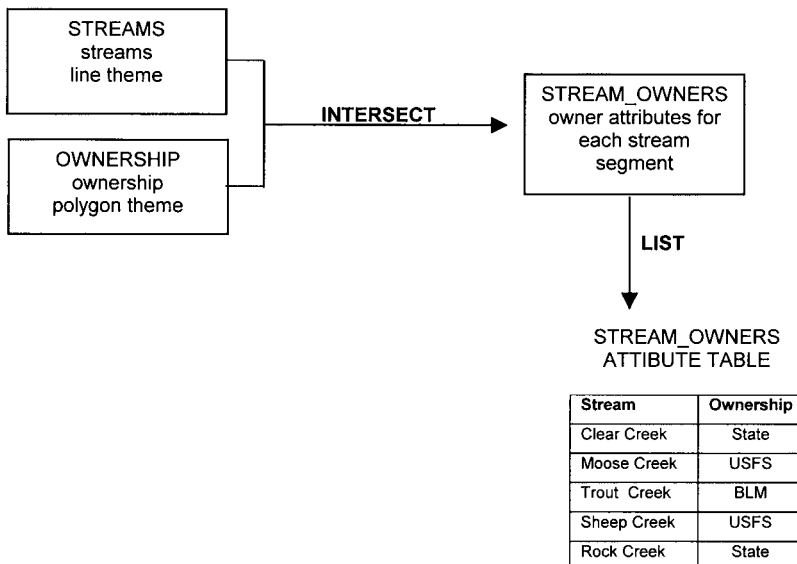 STREAMS
streams
line theme
OWNERSHIP
ownership
polygon theme
INTERSECT
STREAM_OWNERS
owner attributes for
each stream
segment
LIST
STREAM_OWNERS
ATTIBUTE TABLE
Stream Ownership
Clear Creek State
Moose Creek USFS
Trout Creek BLM
Sheep Creek USFS
Rock Creek State